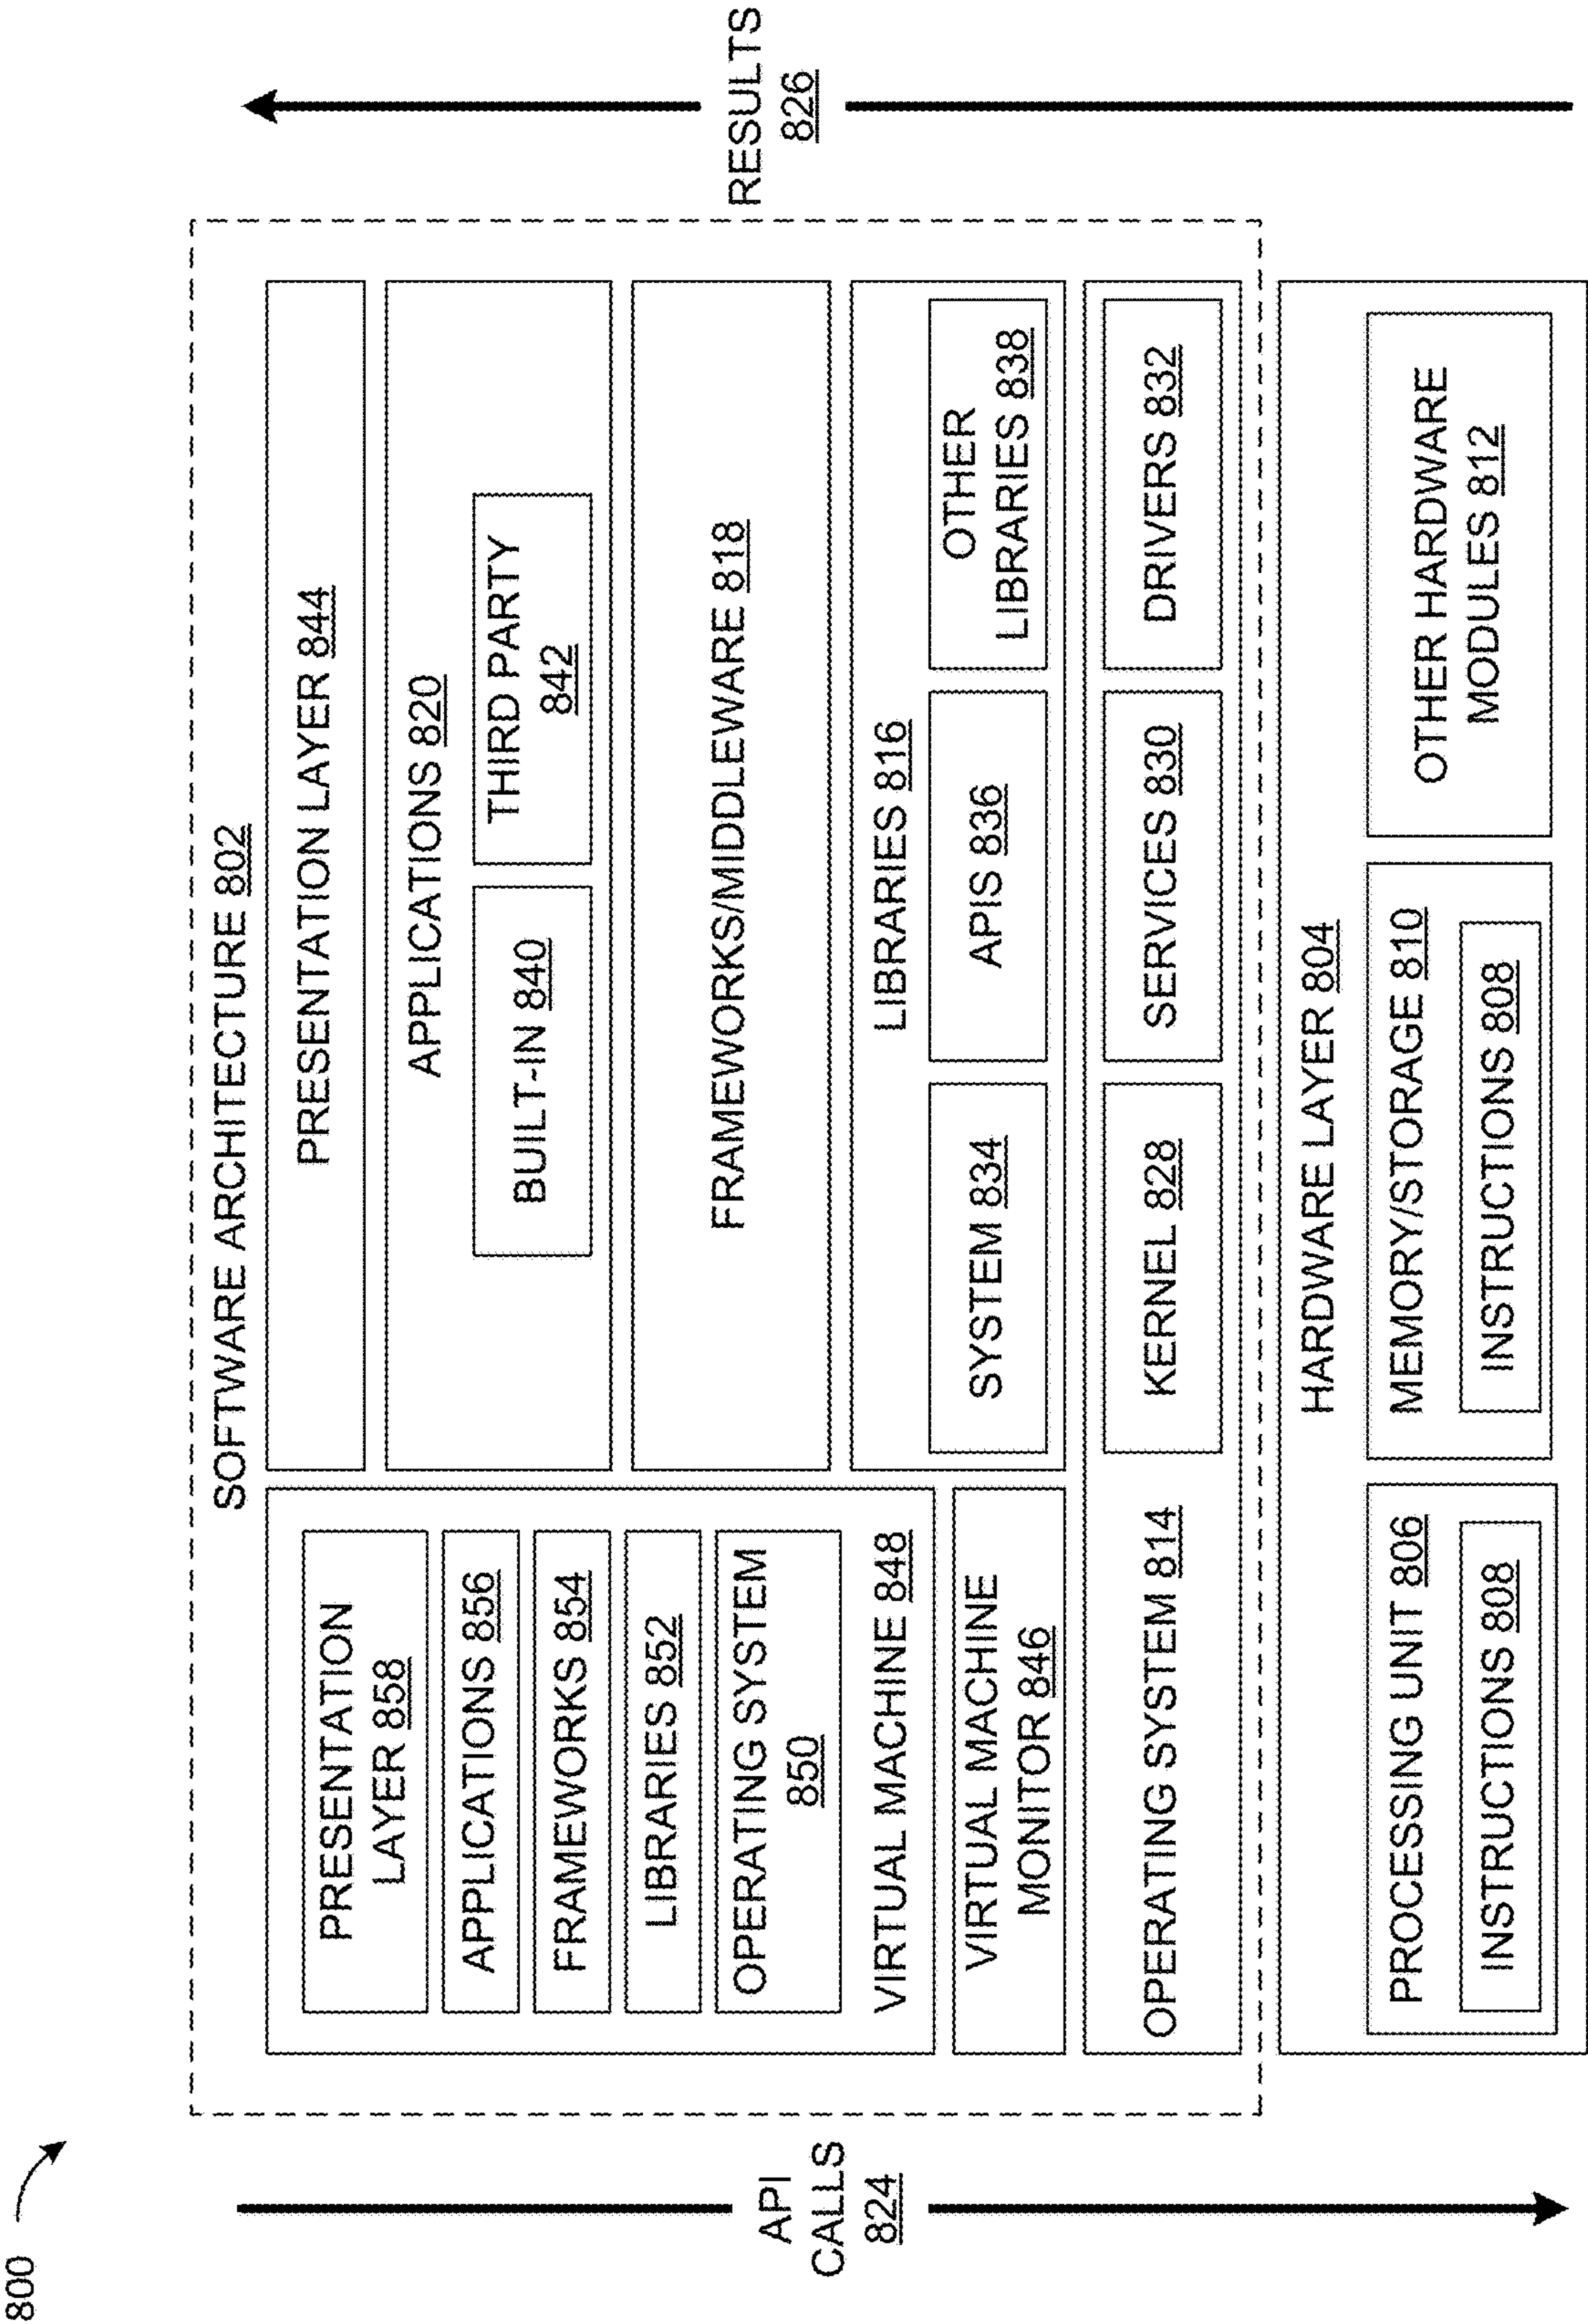 800
SOFTWARE ARCHITECTURE 802
PRESENTATION
LAYER 858
APPLICATIONS 856
FRAMEWORKS 854
LIBRARIES 852
OPERATING SYSTEM
850
VIRTUAL MACHINE 848
VIRTUAL MACHINE
MONITOR 846
PRESENTATION LAYER 844
APPLICATIONS 820
BUILT-IN 840
THIRD PARTY
842
FRAMEWORKS/MIDDLEWARE 818
LIBRARIES 816
SYSTEM 834
APIS 836
OTHER
LIBRARIES 838
OPERATING SYSTEM 814
KERNEL 828
SERVICES 830
DRIVERS 832
API
CALLS
824
RESULTS
826
HARDWARE LAYER 804
PROCESSING UNIT 806
INSTRUCTIONS 808
MEMORY/STORAGE 810
INSTRUCTIONS 808
OTHER HARDWARE
MODULES 812